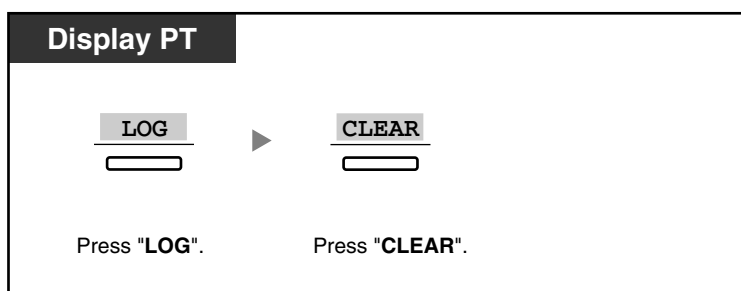 Display PT
LOG
CLEAR
Press "LOG".
Press "CLEAR".